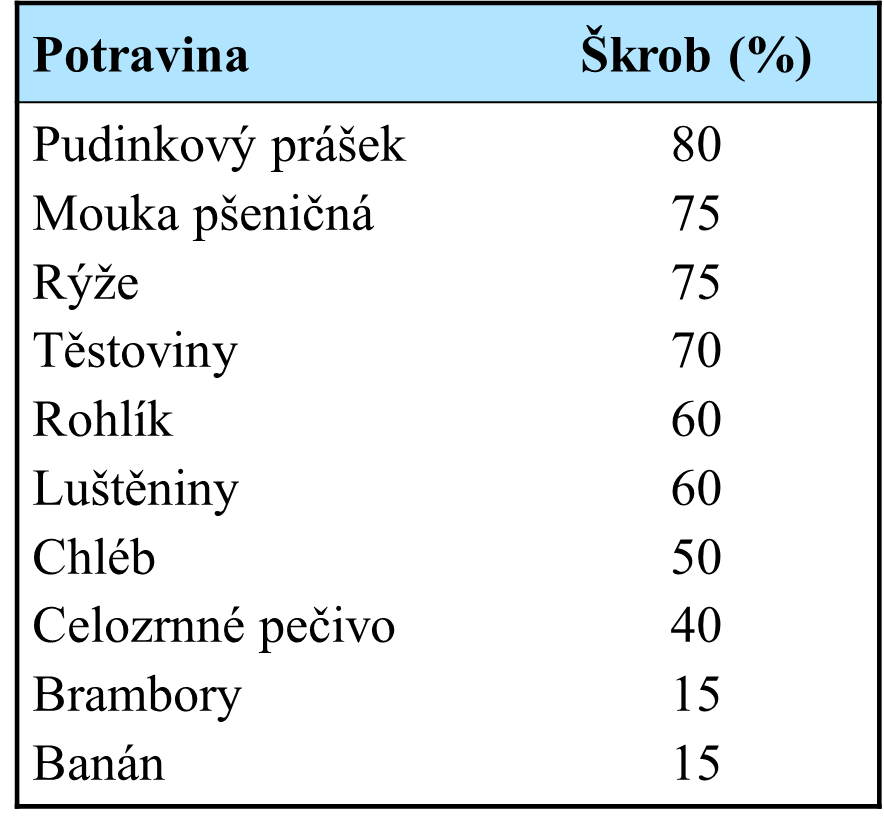 Potravina Škrob (%)
Pudinkový prášek 80
Mouka pšeničná 75
Rýže 75
Těstoviny 70
Rohlík 60
Luštěniny 60
Chléb 50
Celozrnné pečivo 40
Brambory 15
Banán 15